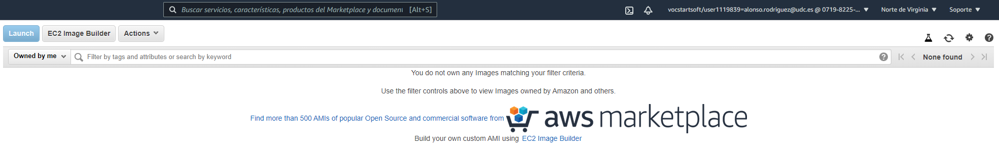 Buscar servicios, características, productos del Marketplace y document [Alt+S] vocstartsoft/user1119839=alonso.rodriguez@udc.es @ 0719-8225-... Norte de Virginia Soporte
Launch EC2 Image Builder Actions
Owned by me Filter by tags and attributes or search by keyword None found
You do not own any Images matching your filter criteria.
Use the filter controls above to view Images owned by Amazon and others.
Find more than 500 AMIs of popular Open Source and commercial software from aws marketplace
Build your own custom AMI using EC2 Image Builder